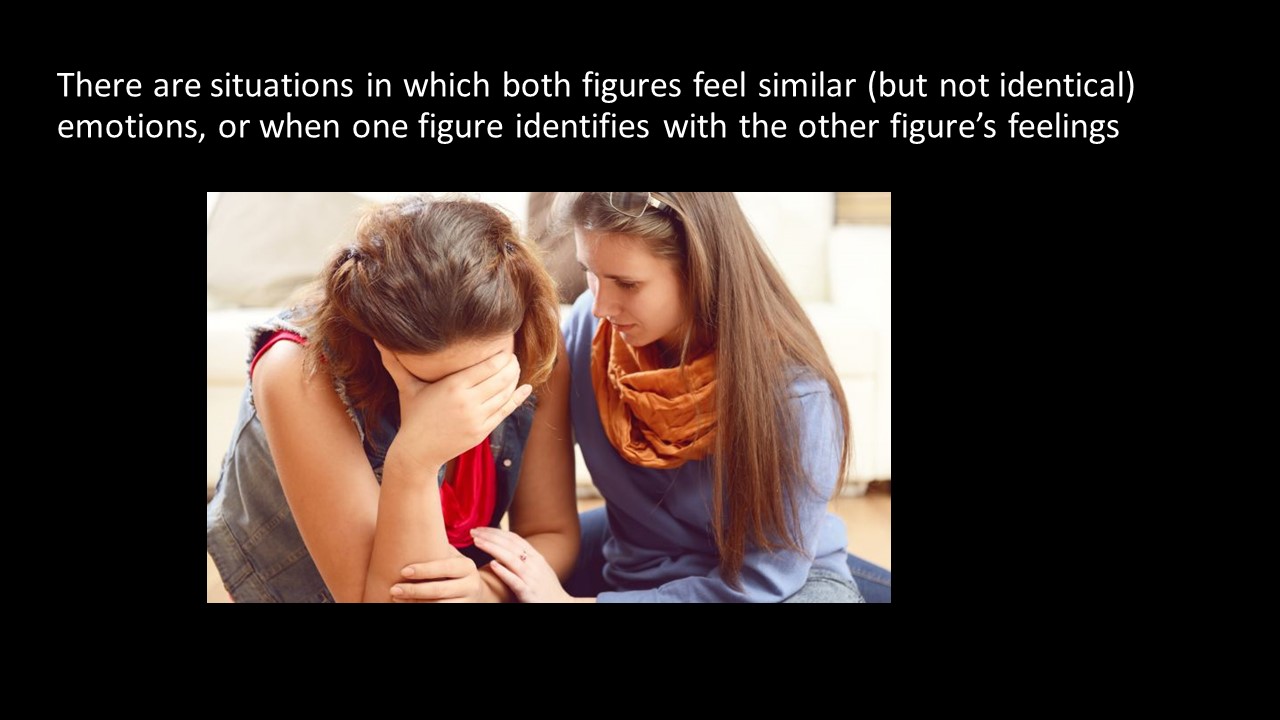 There are situations in which both figures feel similar (but not identical)
emotions, or when one figure identifies with the other figure’s feelings